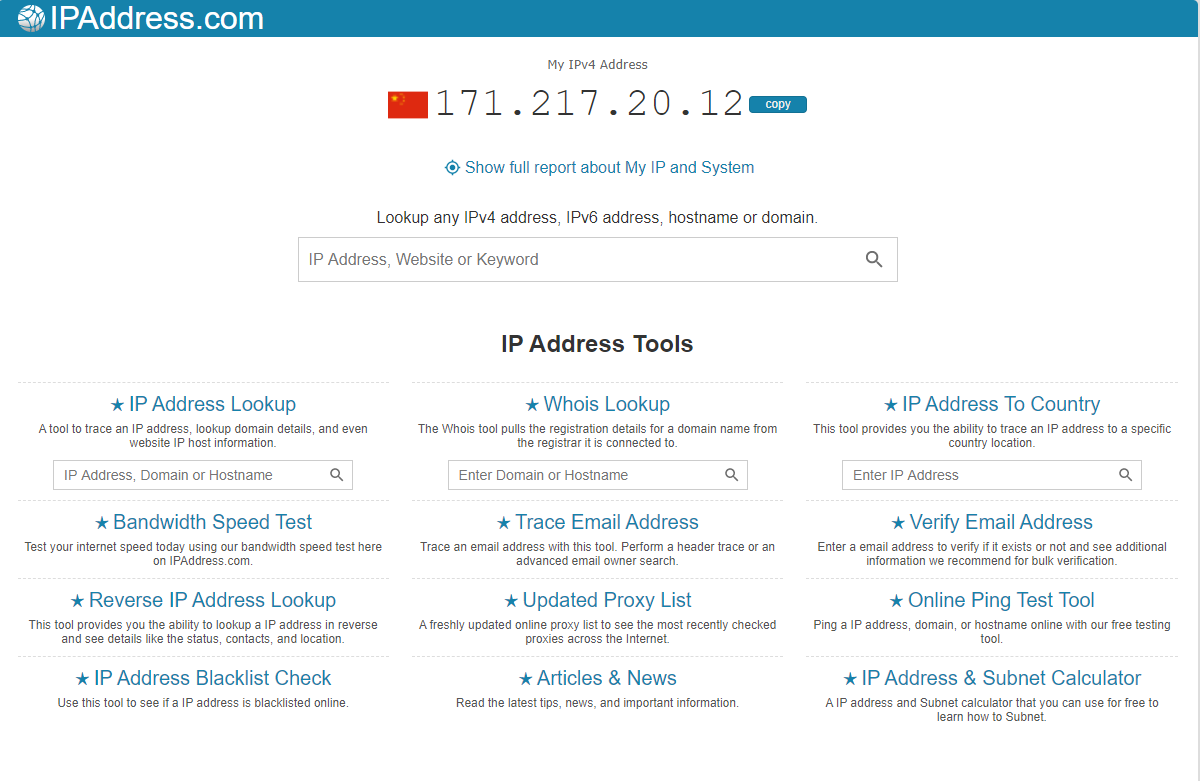 IPAddress.com
My IPv4 Address
171.217.20.12 copy
Show full report about My IP and System
Lookup any IPv4 address, IPv6 address, hostname or domain.
IP Address, Website or Keyword
IP Address Tools
★ IP Address Lookup
A tool to trace an IP address, lookup domain details, and even
website IP host information.
IP Address, Domain or Hostname
★ Whois Lookup
The Whois tool pulls the registration details for a domain name from
the registrar it is connected to.
Enter Domain or Hostname
★ IP Address To Country
This tool provides you the ability to trace an IP address to a specific
country location.
Enter IP Address
★ Bandwidth Speed Test
Test your internet speed today using our bandwidth speed test here
on IPAddress.com.
★ Trace Email Address
Trace an email address with this tool. Perform a header trace or an
advanced email owner search.
★ Verify Email Address
Enter a email address to verify if it exists or not and see additional
information we recommend for bulk verification.
★ Reverse IP Address Lookup
This tool provides you the ability to lookup a IP address in reverse
and see details like the status, contacts, and location.
★ Updated Proxy List
A freshly updated online proxy list to see the most recently checked
proxies across the Internet.
★ Online Ping Test Tool
Ping a IP address, domain, or hostname online with our free testing
tool.
★ IP Address Blacklist Check
Use this tool to see if a IP address is blacklisted online.
★ Articles & News
Read the latest tips, news, and important information.
★ IP Address & Subnet Calculator
A IP address and Subnet calculator that you can use for free to
learn how to Subnet.